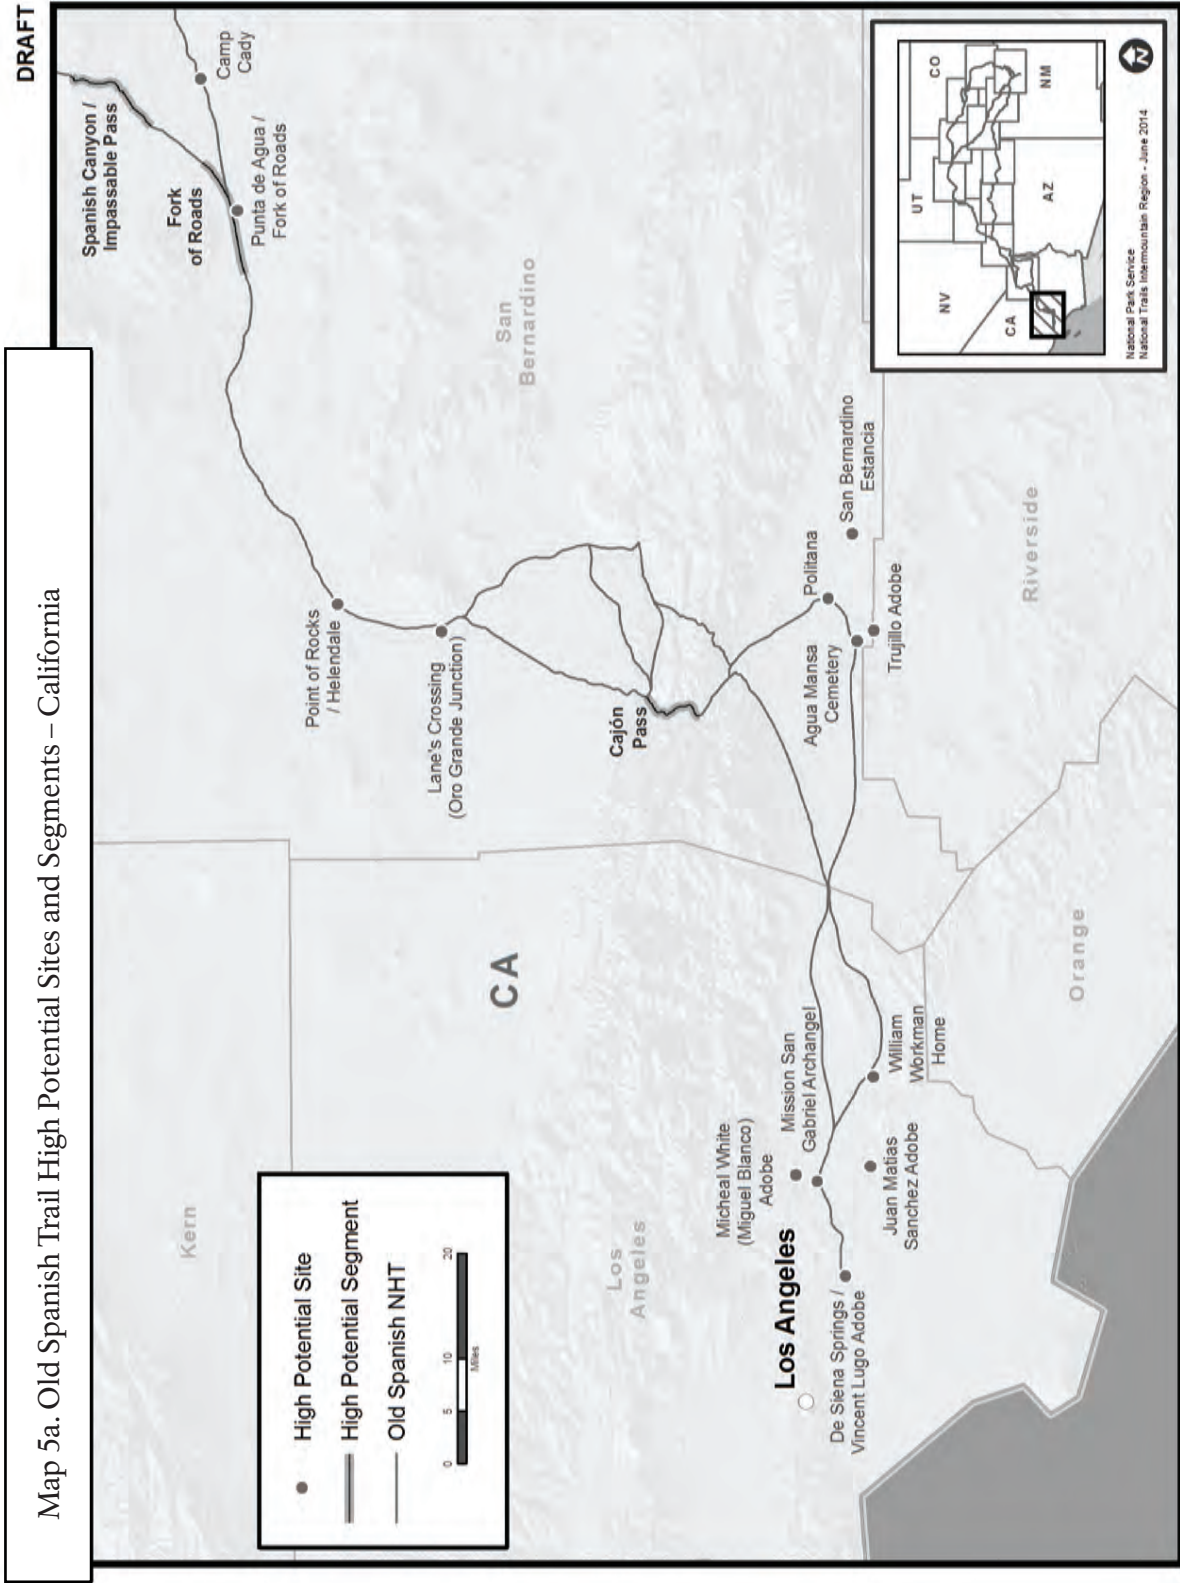 DRAFT
Map 5a. Old Spanish Trail High Potential Sites and Segments – California
Spanish Canyon /
Impassable Pass
Camp
Cady
Fork
of Roads
Punta de Agua /
Fork of Roads
Kern
San
Bernardino
Point of Rocks
/ Helendale
Lane's Crossing
(Oro Grande Junction)
CA
Cajón
Pass
Los
Angeles
Micheal White
(Miguel Blanco)
Adobe
Mission San
Gabriel Archangel
Los Angeles
De Siena Springs /
Vincent Lugo Adobe
Juan Matias
Sanchez Adobe
William
Workman
Home
Agua Mansa
Cemetery
Politana
San Bernardino
Estancia
Trujillo Adobe
Riverside
Orange
High Potential Site
High Potential Segment
Old Spanish NHT
0 5 10 20
Miles
NV
UT
CO
CA
AZ
NM
National Park Service
National Trails Intermountain Region - June 2014
N